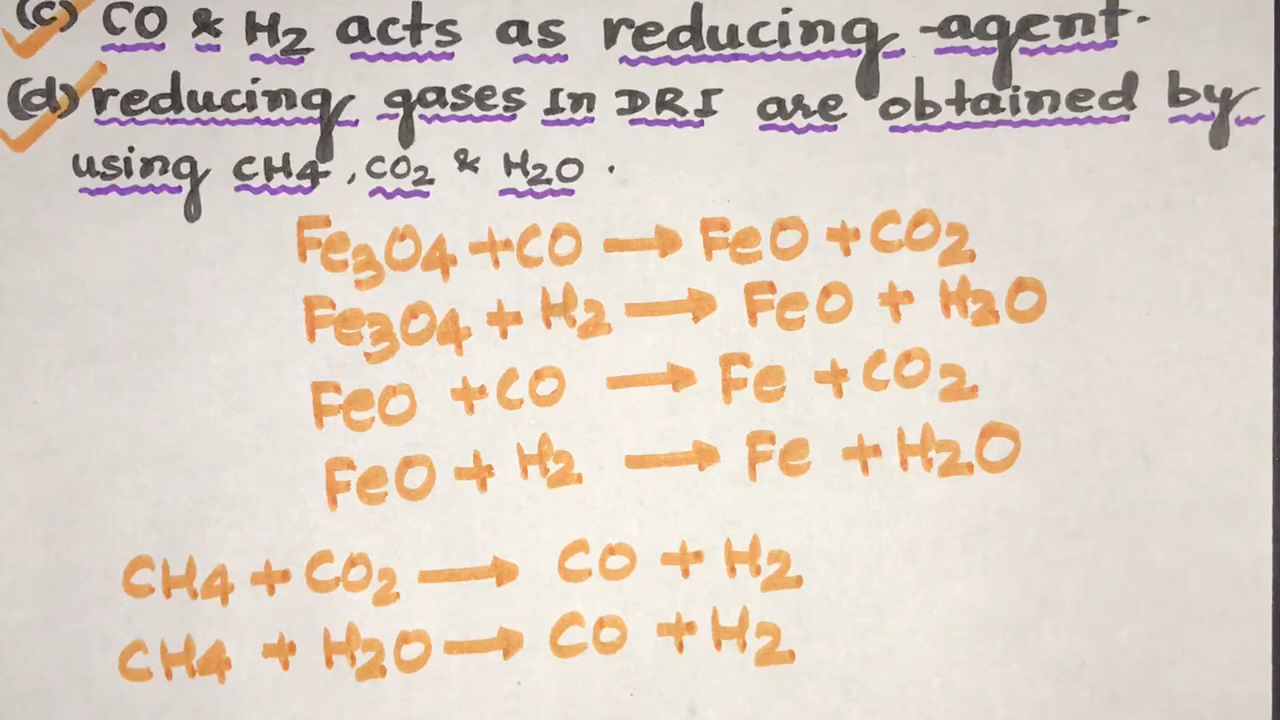 (c) CO & H2 acts as reducing -agent.
(d) reducing gases In DRI are obtained by
using CH4, CO2 & H2O.
Fe3O4 + CO → FeO + CO2
Fe3O4 + H2 → FeO + H2O
FeO + CO → Fe + CO2
FeO + H2 → Fe + H2O
CH4 + CO2 → CO + H2
CH4 + H2O → CO + H2